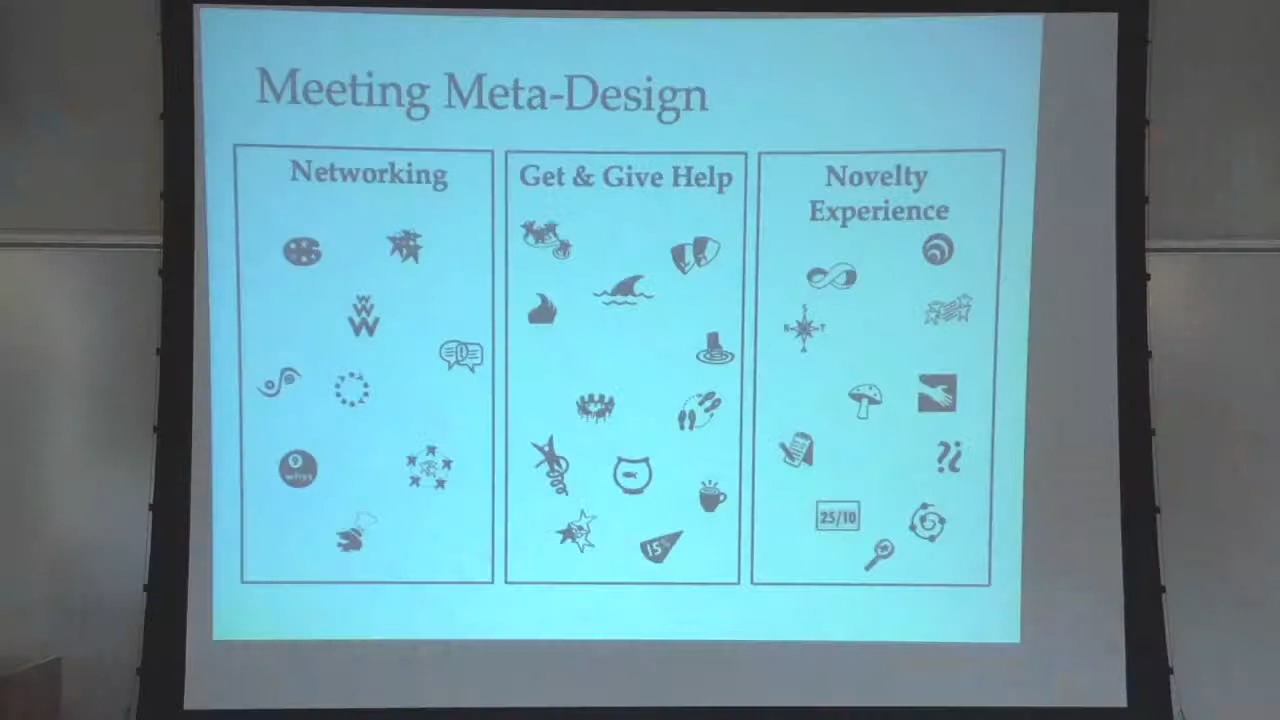 Meeting Meta-Design
Networking
Get & Give Help
Novelty
Experience
W
W
W
15%
25/10